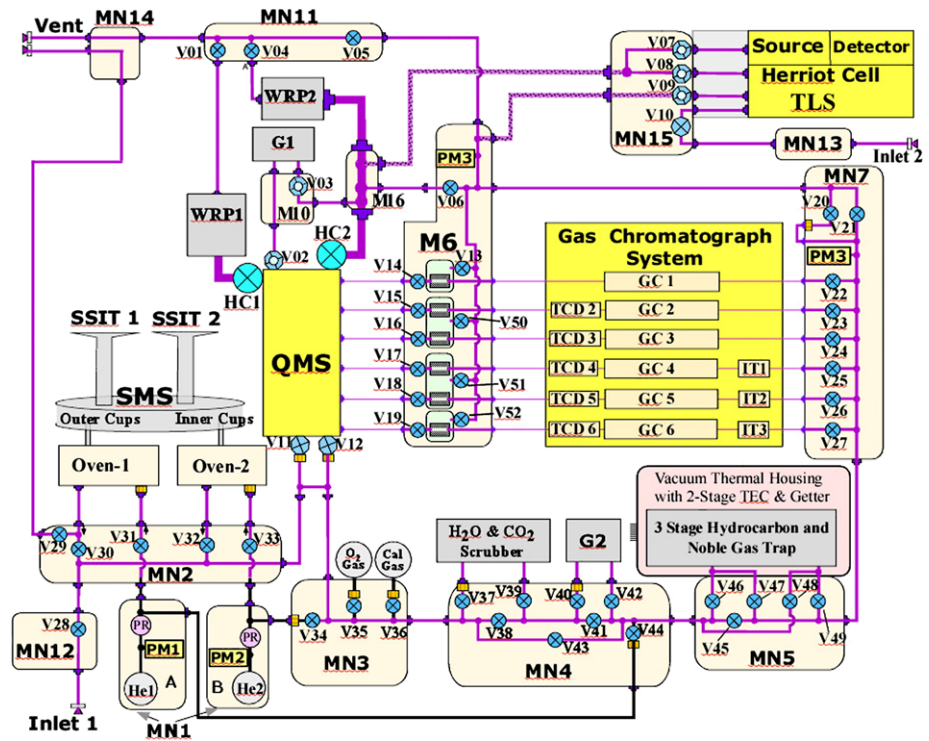 Vent
MN14
MN11
V01
V04
V05
A
WRP2
G1
V03
M10
M16
WRP1
HC2
V02
HC1
PM3
V06
M6
V13
V07
V08
V09
V10
MN15
Source
Detector
Herriot Cell
TLS
MN13
Inlet 2
MN7
V20
V21
PM3
Gas Chromatograph
System
V14
GC 1
V22
V15
TCD 2
GC 2
V23
V50
V16
TCD 3
GC 3
V24
V17
TCD 4
GC 4
IT1
V25
V51
V18
TCD 5
GC 5
IT2
V26
V52
V19
TCD 6
GC 6
IT3
V27
SSIT 1
SSIT 2
SMS
Outer Cups
Inner Cups
QMS
V11
V12
Oven-1
Oven-2
V29
V30
V31
V32
V33
MN2
V28
MN12
Inlet 1
PR
PM1
He1
A
PR
PM2
B
He2
MN1
O2
Gas
Cal
Gas
V34
V35
V36
MN3
H2O & CO2
Scrubber
G2
V37
V39
V40
V42
V38
V41
V43
V44
MN4
Vacuum Thermal Housing
with 2-Stage TEC & Getter
3 Stage Hydrocarbon and
Noble Gas Trap
V46
V47
V48
V45
V49
MN5